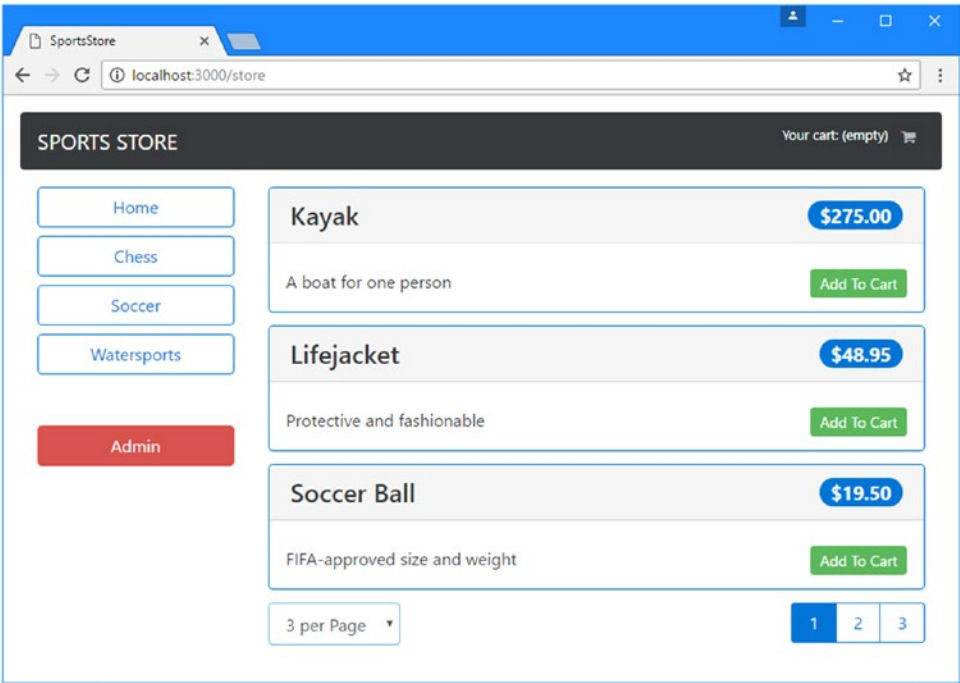 SportsStore
localhost:3000/store
SPORTS STORE
Your cart: (empty)
Home
Chess
Soccer
Watersports
Admin
Kayak
$275.00
A boat for one person
Add To Cart
Lifejacket
$48.95
Protective and fashionable
Add To Cart
Soccer Ball
$19.50
FIFA-approved size and weight
Add To Cart
3 per Page
1 2 3